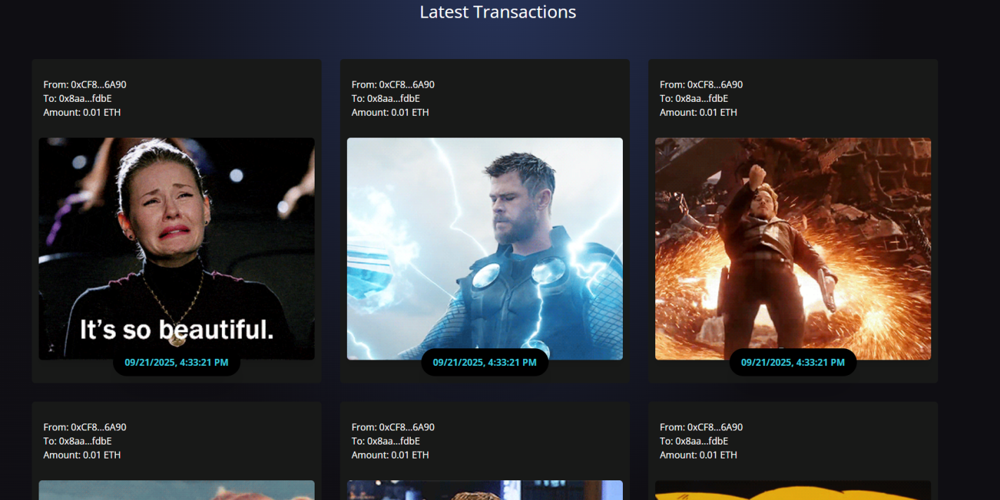 Latest Transactions
From: 0xCF8...6A90
To: 0x8aa...fdbE
Amount: 0.01 ETH
It's so beautiful.
09/21/2025, 4:33:21 PM
From: 0xCF8...6A90
To: 0x8aa...fdbE
Amount: 0.01 ETH
09/21/2025, 4:33:21 PM
From: 0xCF8...6A90
To: 0x8aa...fdbE
Amount: 0.01 ETH
09/21/2025, 4:33:21 PM
From: 0xCF8...6A90
To: 0x8aa...fdbE
Amount: 0.01 ETH
From: 0xCF8...6A90
To: 0x8aa...fdbE
Amount: 0.01 ETH
From: 0xCF8...6A90
To: 0x8aa...fdbE
Amount: 0.01 ETH